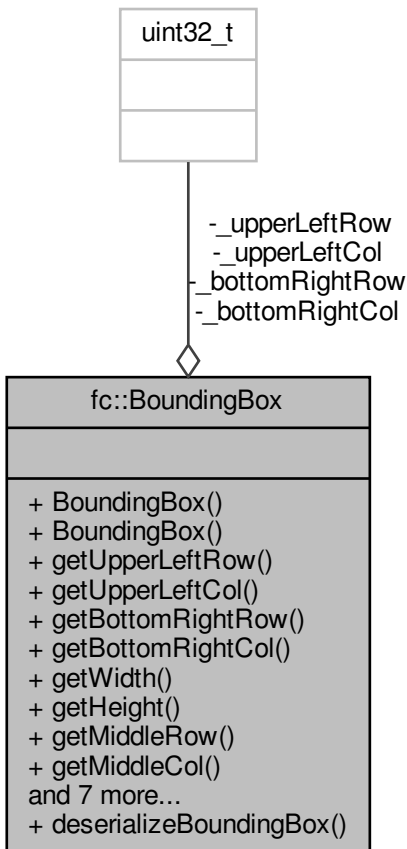 uint32_t
-_upperLeftRow
-_upperLeftCol
-_bottomRightRow
-_bottomRightCol
fc::BoundingBox
+ BoundingBox()
+ BoundingBox()
+ getUpperLeftRow()
+ getUpperLeftCol()
+ getBottomRightRow()
+ getBottomRightCol()
+ getWidth()
+ getHeight()
+ getMiddleRow()
+ getMiddleCol()
and 7 more...
+ deserializeBoundingBox()